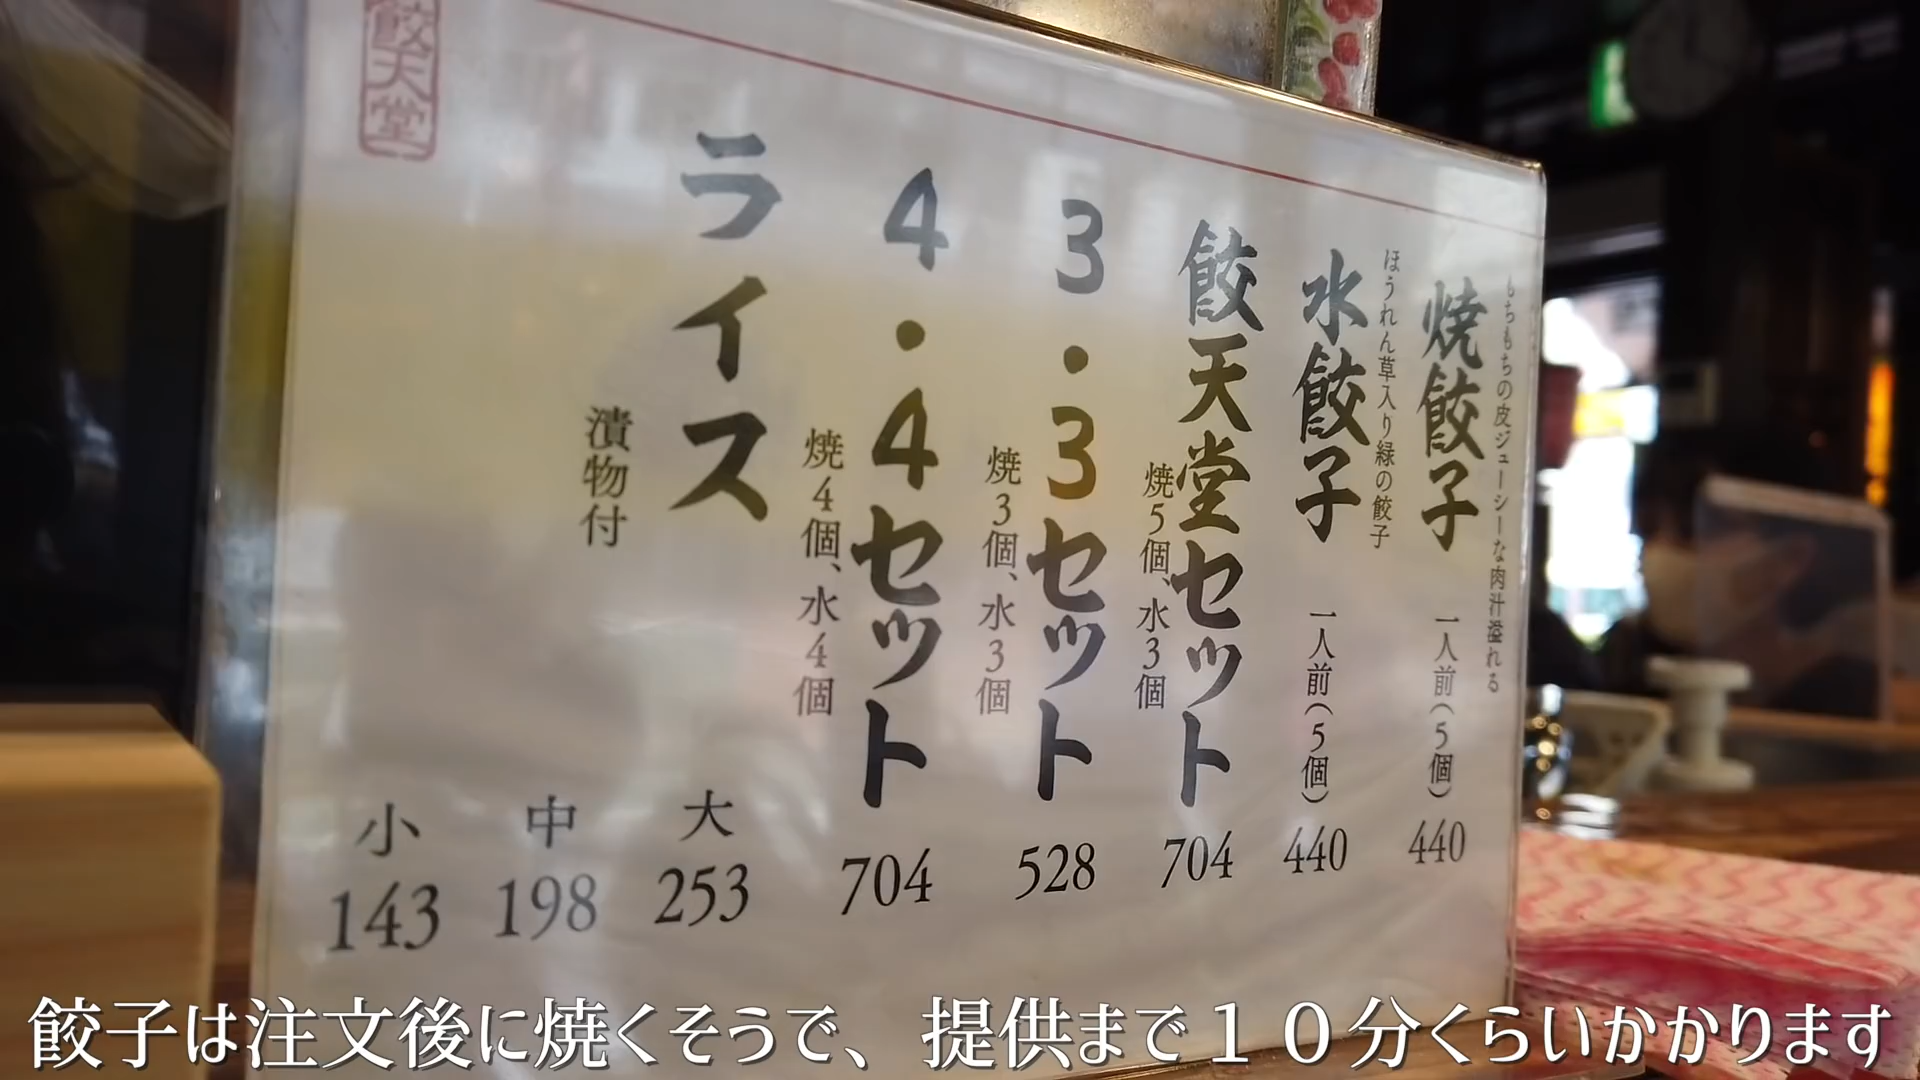 もちもちの皮ジューシーな肉汁溢れる
焼餃子
一人前(5個)
440
ほうれん草入り緑の餃子
水餃子
一人前(5個)
440
餃天堂セット
焼5個、水3個
704
3・3セット
焼3個、水3個
528
4・4セット
焼4個、水4個
704
ライス
漬物付
大
253
中
198
小
143
餃天堂
餃子は注文後に焼くそうで、提供まで１０分くらいかかります